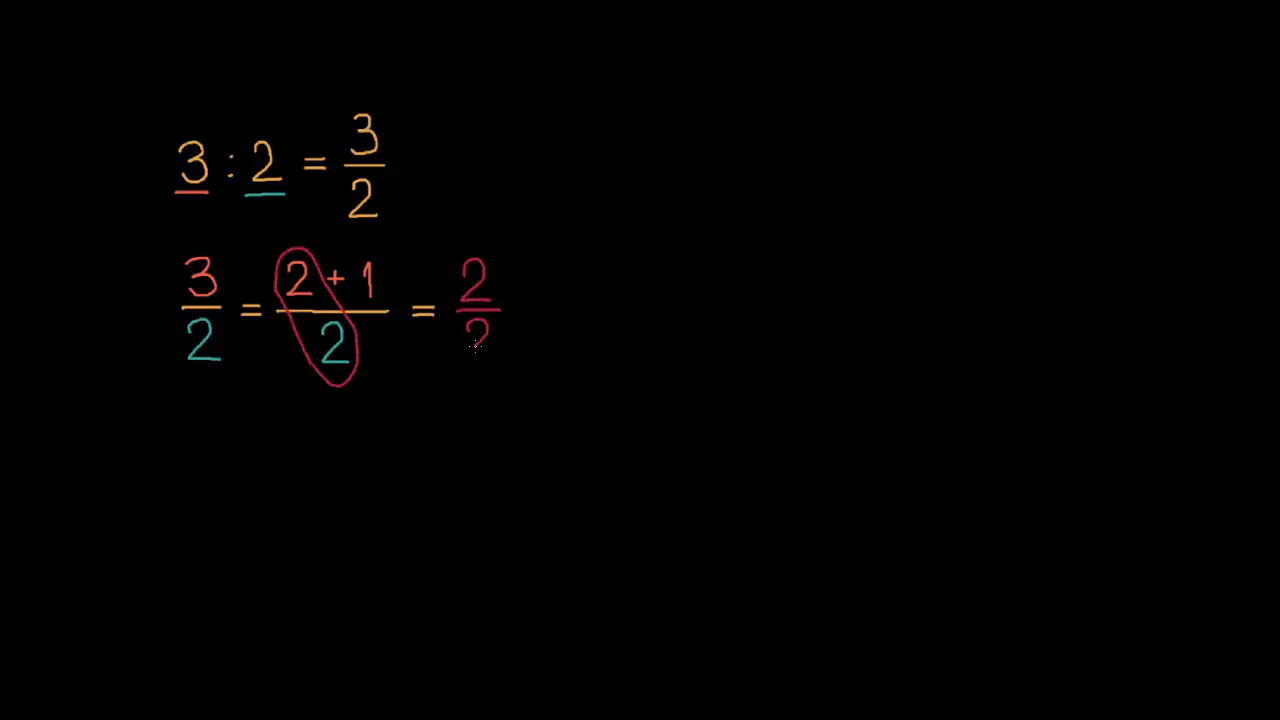 3 : 2 = 3/2
3/2 = (2 + 1)/2 = 2/2